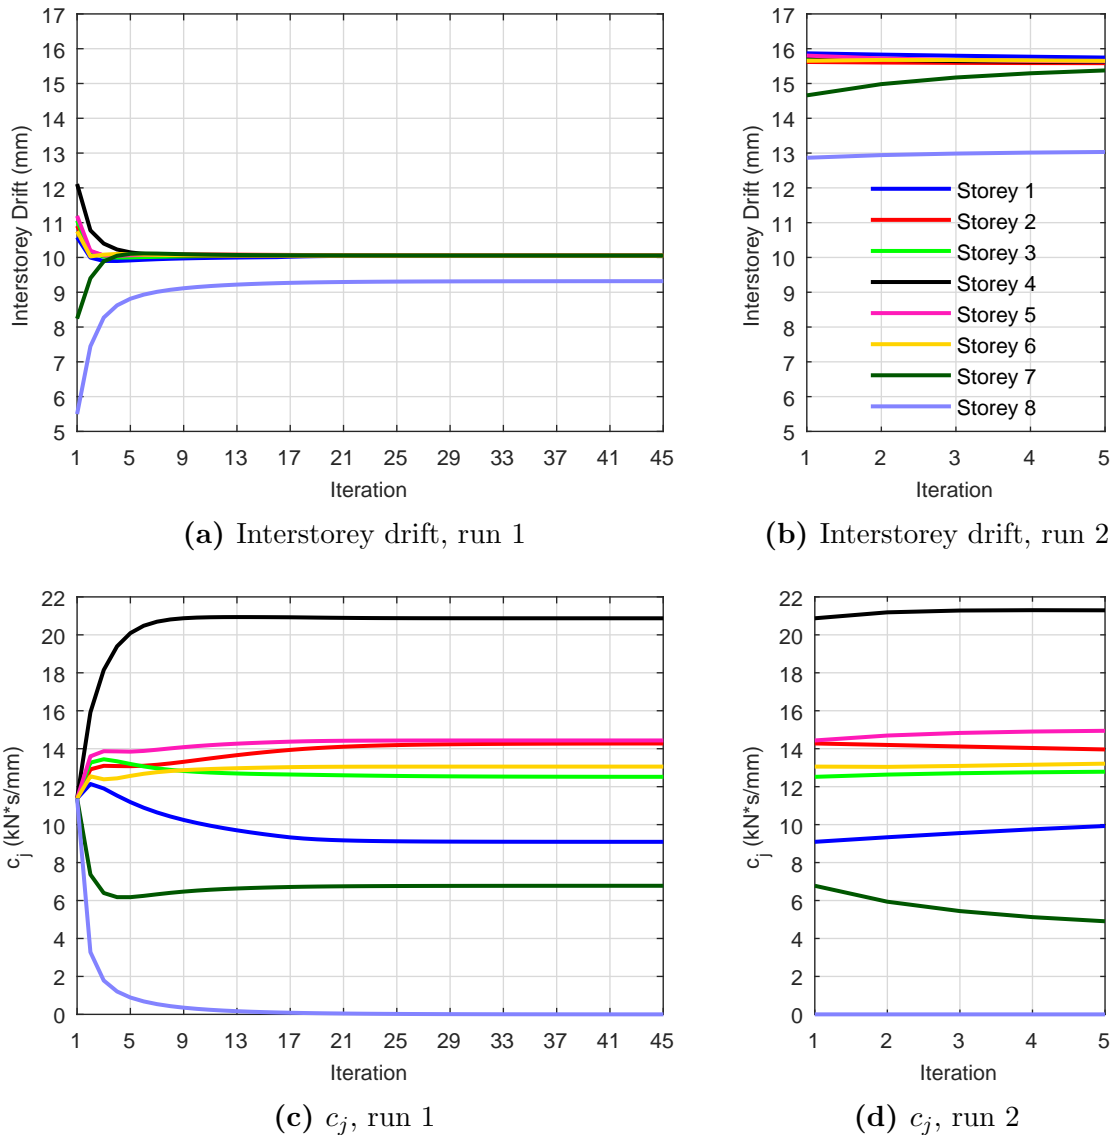 17
16
15
14
13
12
11
10
9
8
7
6
5
Interstorey Drift (mm)
1 5 9 13 17 21 25 29 33 37 41 45
Iteration
(a) Interstorey drift, run 1
17
16
15
14
13
12
11
10
9
8
7
6
5
Interstorey Drift (mm)
Storey 1
Storey 2
Storey 3
Storey 4
Storey 5
Storey 6
Storey 7
Storey 8
1 2 3 4 5
Iteration
(b) Interstorey drift, run 2
22
20
18
16
14
12
10
8
6
4
2
0
c_j (kN*s/mm)
1 5 9 13 17 21 25 29 33 37 41 45
Iteration
(c) c_j, run 1
22
20
18
16
14
12
10
8
6
4
2
0
c_j (kN*s/mm)
1 2 3 4 5
Iteration
(d) c_j, run 2